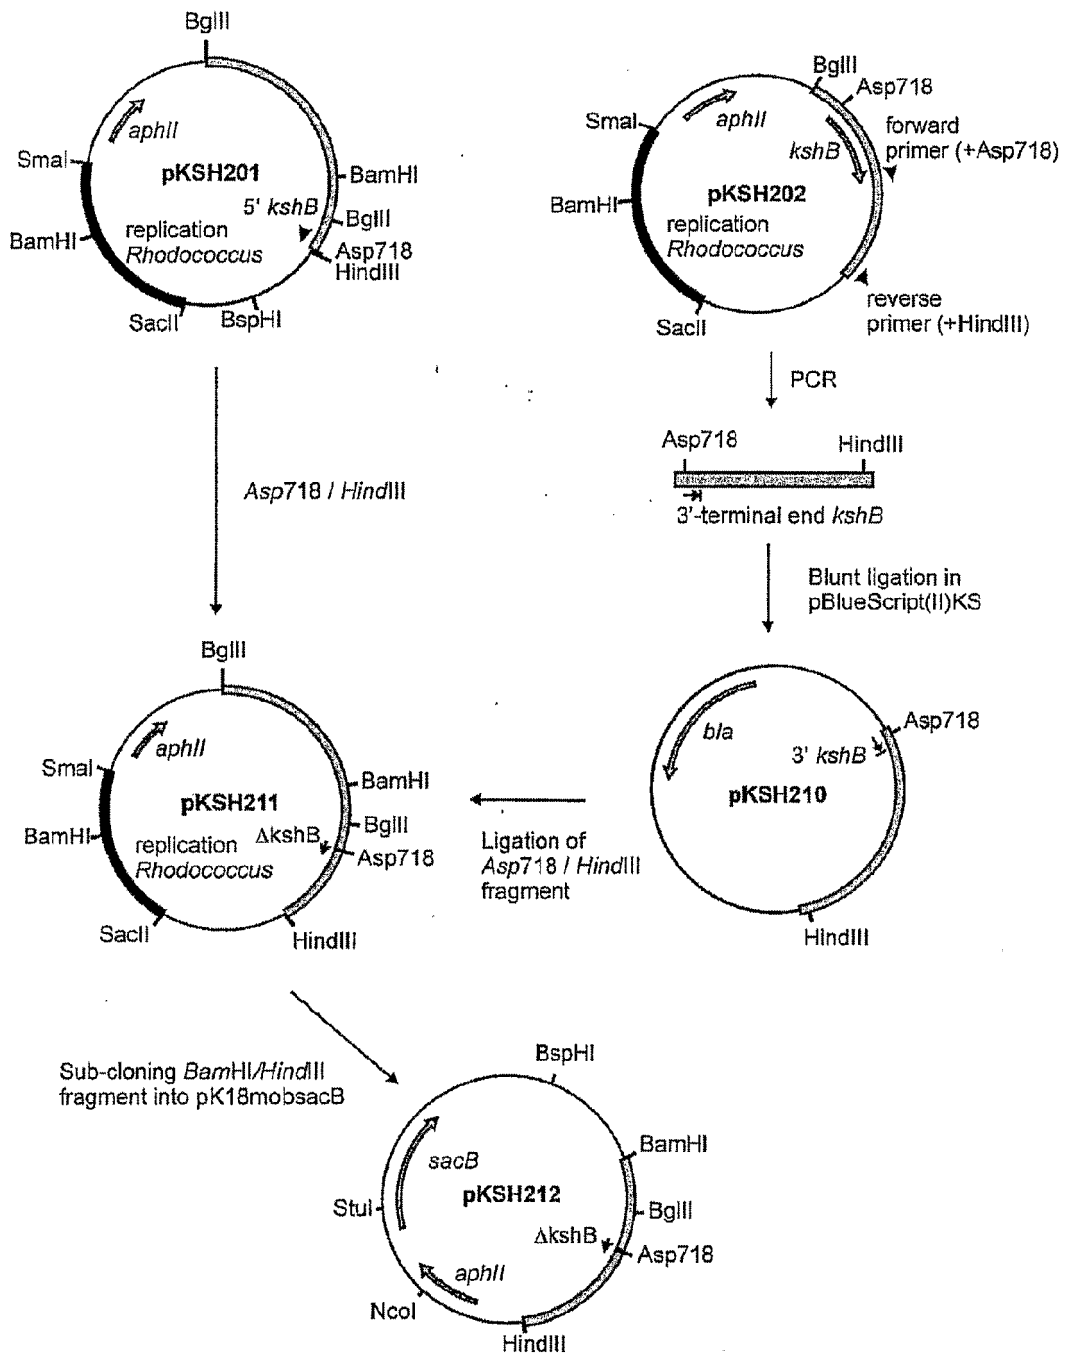 BglII
aphII
SmaI
pKSH201
BamHI
5' kshB
BglII
BamHI
replication
Rhodococcus
Asp718
HindIII
SacII
BspHI
BglII
Asp718
SmaI
aphII
kshB
forward
primer (+Asp718)
pKSH202
BamHI
replication
Rhodococcus
SacII
reverse
primer (+HindIII)
PCR
Asp718
HindIII
3'-terminal end kshB
Asp718 / HindIII
Blunt ligation in
pBlueScript(II)KS
BglII
aphII
SmaI
pKSH211
BamHI
BamHI
replication
Rhodococcus
ΔkshB
BglII
Asp718
SacII
HindIII
bla
Asp718
3' kshB
pKSH210
HindIII
Ligation of
Asp718 / HindIII
fragment
Sub-cloning BamHI/HindIII
fragment into pK18mobsacB
BspHI
sacB
BamHI
pKSH212
StuI
BglII
ΔkshB
Asp718
aphII
NcoI
HindIII